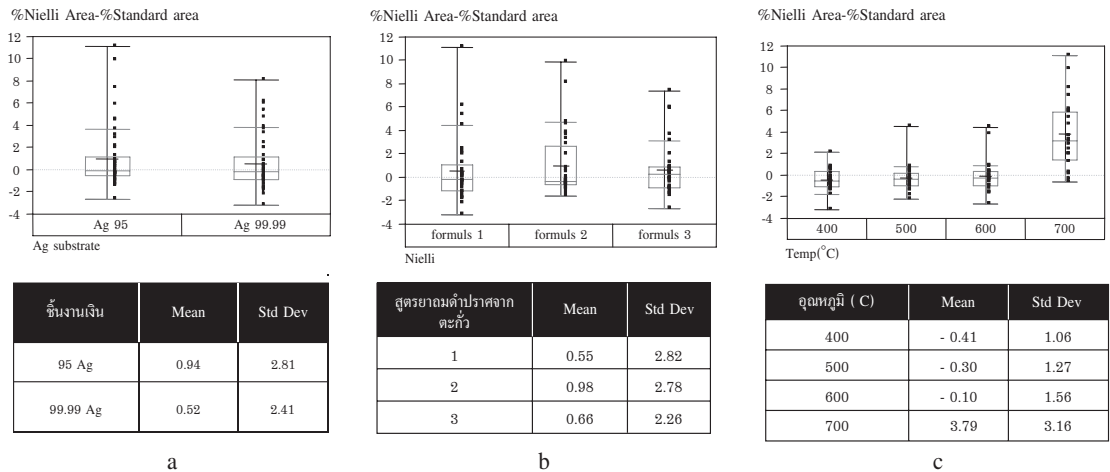 %Nielli Area-%Standard area
12
10
8
6
4
2
0
-2
-4
Ag 95 Ag 99.99
Ag substrate
ชิ้นงานเงิน Mean Std Dev
95 Ag 0.94 2.81
99.99 Ag 0.52 2.41
a
%Nielli Area-%Standard area
12
10
8
6
4
2
0
-2
-4
formuls 1 formuls 2 formuls 3
Nielli
สูตรยาถมดำปราศจาก
ตะกั่ว Mean Std Dev
1 0.55 2.82
2 0.98 2.78
3 0.66 2.26
b
%Nielli Area-%Standard area
12
10
8
6
4
2
0
-2
-4
400 500 600 700
Temp(°C)
อุณหภูมิ ( C) Mean Std Dev
400 - 0.41 1.06
500 - 0.30 1.27
600 - 0.10 1.56
700 3.79 3.16
c